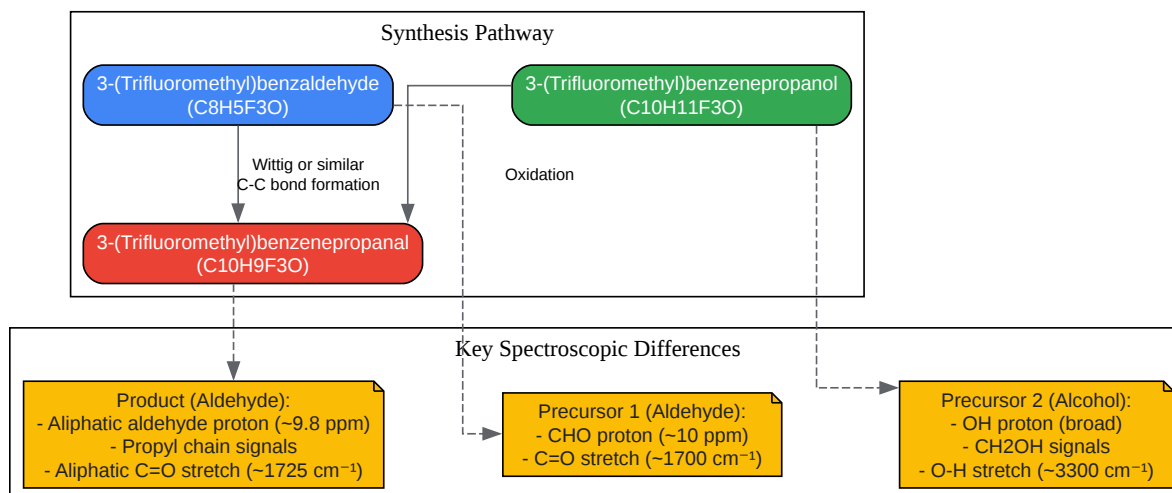 Synthesis Pathway
3-(Trifluoromethyl)benzaldehyde
(C8H5F3O)
3-(Trifluoromethyl)benzenepropanol
(C10H11F3O)
Wittig or similar
C-C bond formation
Oxidation
3-(Trifluoromethyl)benzenepropanal
(C10H9F3O)
Key Spectroscopic Differences
Product (Aldehyde):
- Aliphatic aldehyde proton (~9.8 ppm)
- Propyl chain signals
- Aliphatic C=O stretch (~1725 cm⁻¹)
Precursor 1 (Aldehyde):
- CHO proton (~10 ppm)
- C=O stretch (~1700 cm⁻¹)
Precursor 2 (Alcohol):
- OH proton (broad)
- CH2OH signals
- O-H stretch (~3300 cm⁻¹)